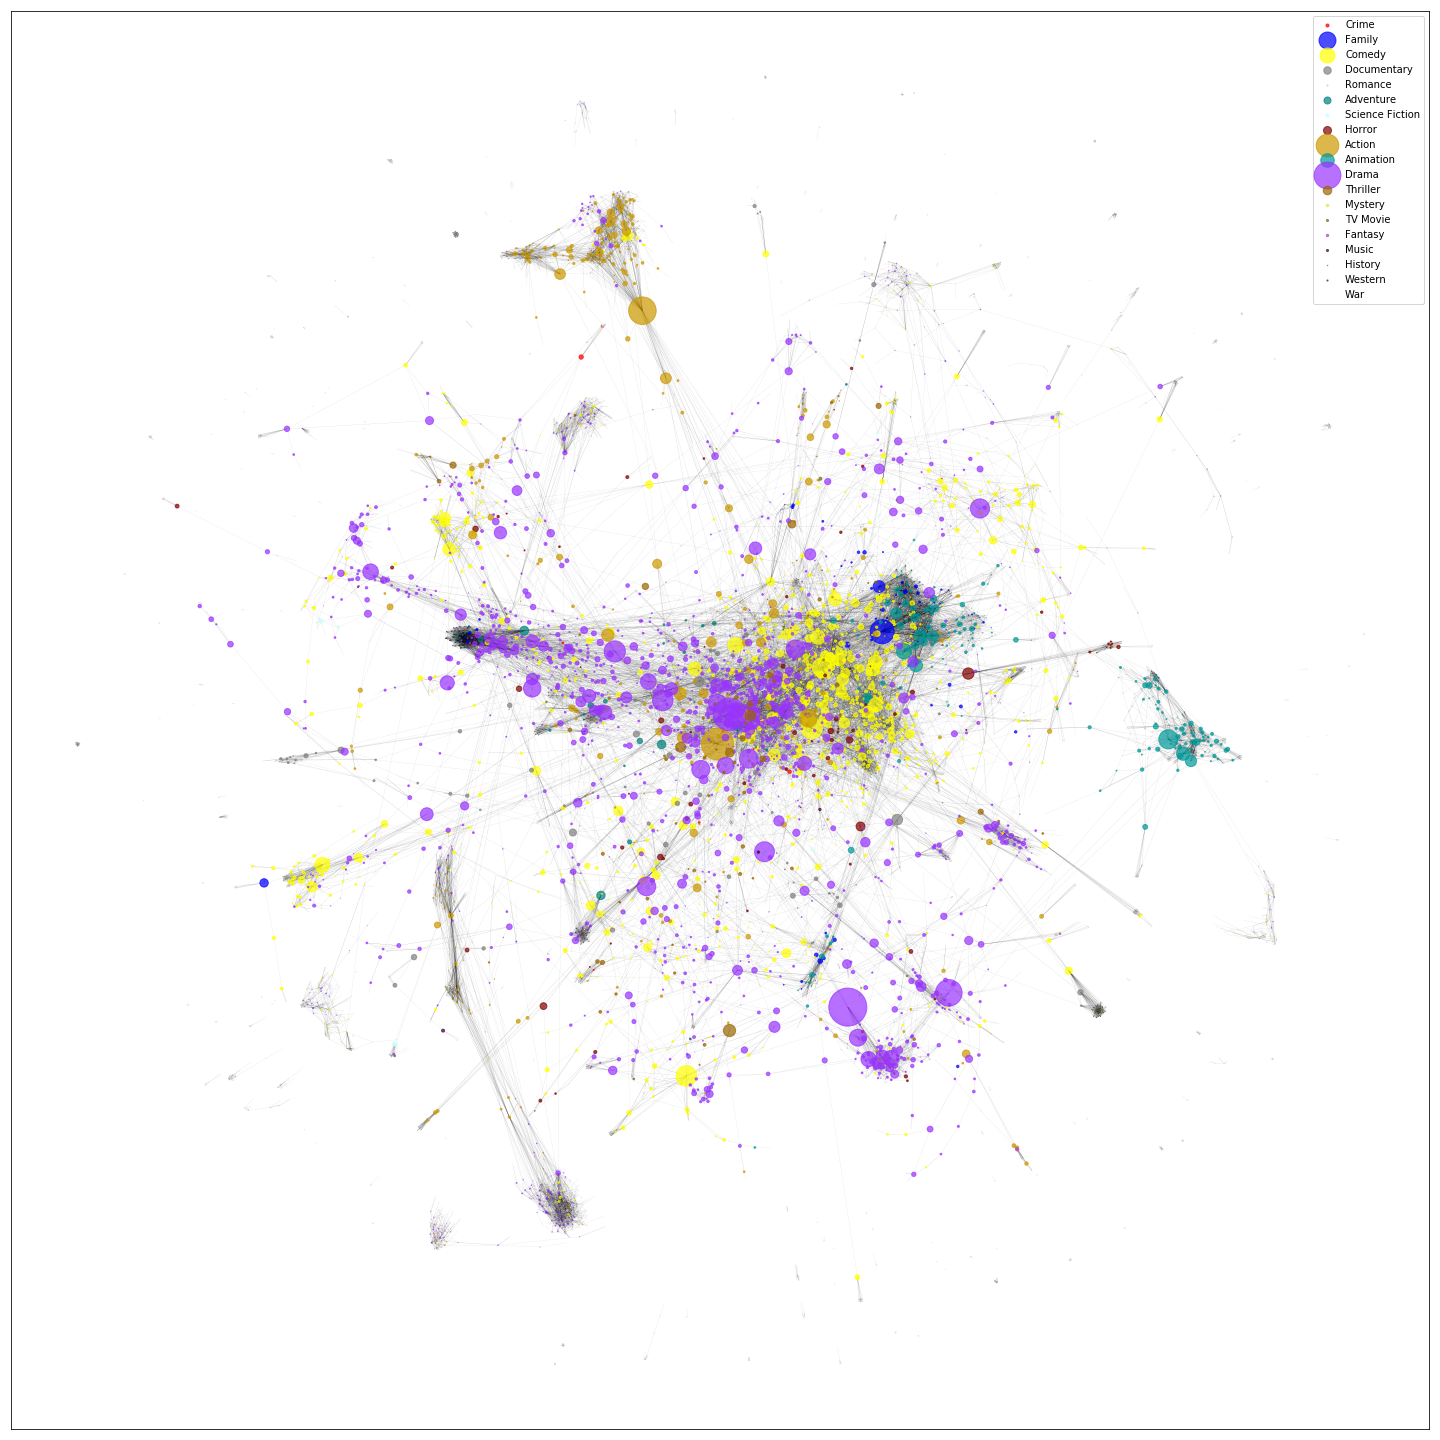 Crime
Family
Comedy
Documentary
Romance
Adventure
Science Fiction
Horror
Action
Animation
Drama
Thriller
Mystery
TV Movie
Fantasy
Music
History
Western
War